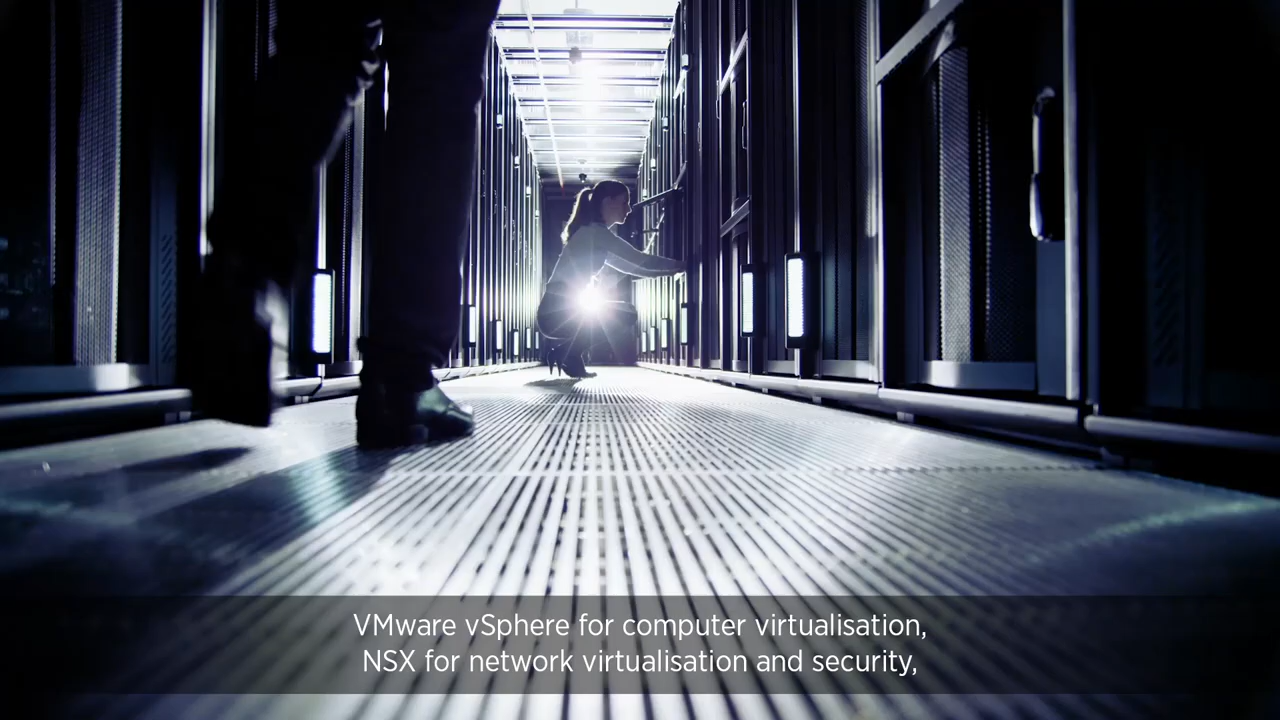 VMware vSphere for computer virtualisation,
NSX for network virtualisation and security,